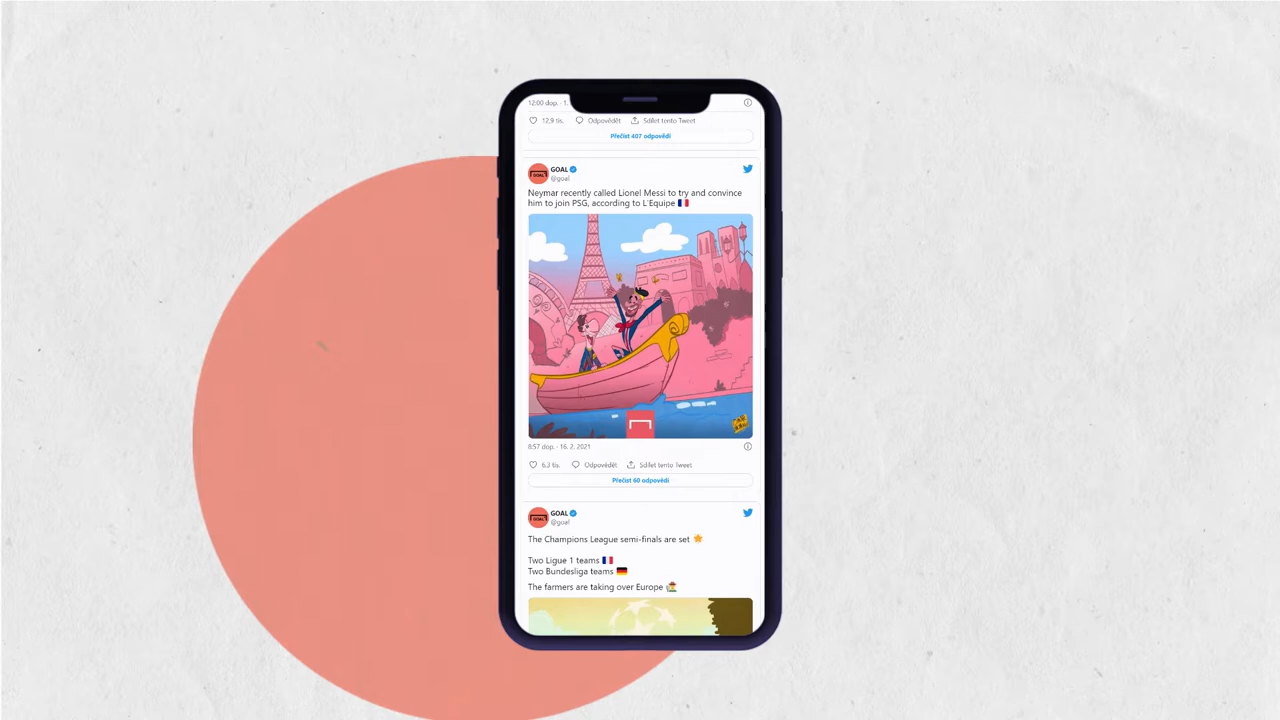 12:00 dop. · 1.
12,9 tis. Odpovědět Sdílet tento Tweet
Přečíst 407 odpovědí
GOAL
GOAL
@goal
Neymar recently called Lionel Messi to try and convince
him to join PSG, according to L'Equipe
8:57 dop. · 16. 2. 2021
6,3 tis. Odpovědět Sdílet tento Tweet
Přečíst 60 odpovědí
GOAL
GOAL
@goal
The Champions League semi-finals are set
Two Ligue 1 teams
Two Bundesliga teams
The farmers are taking over Europe